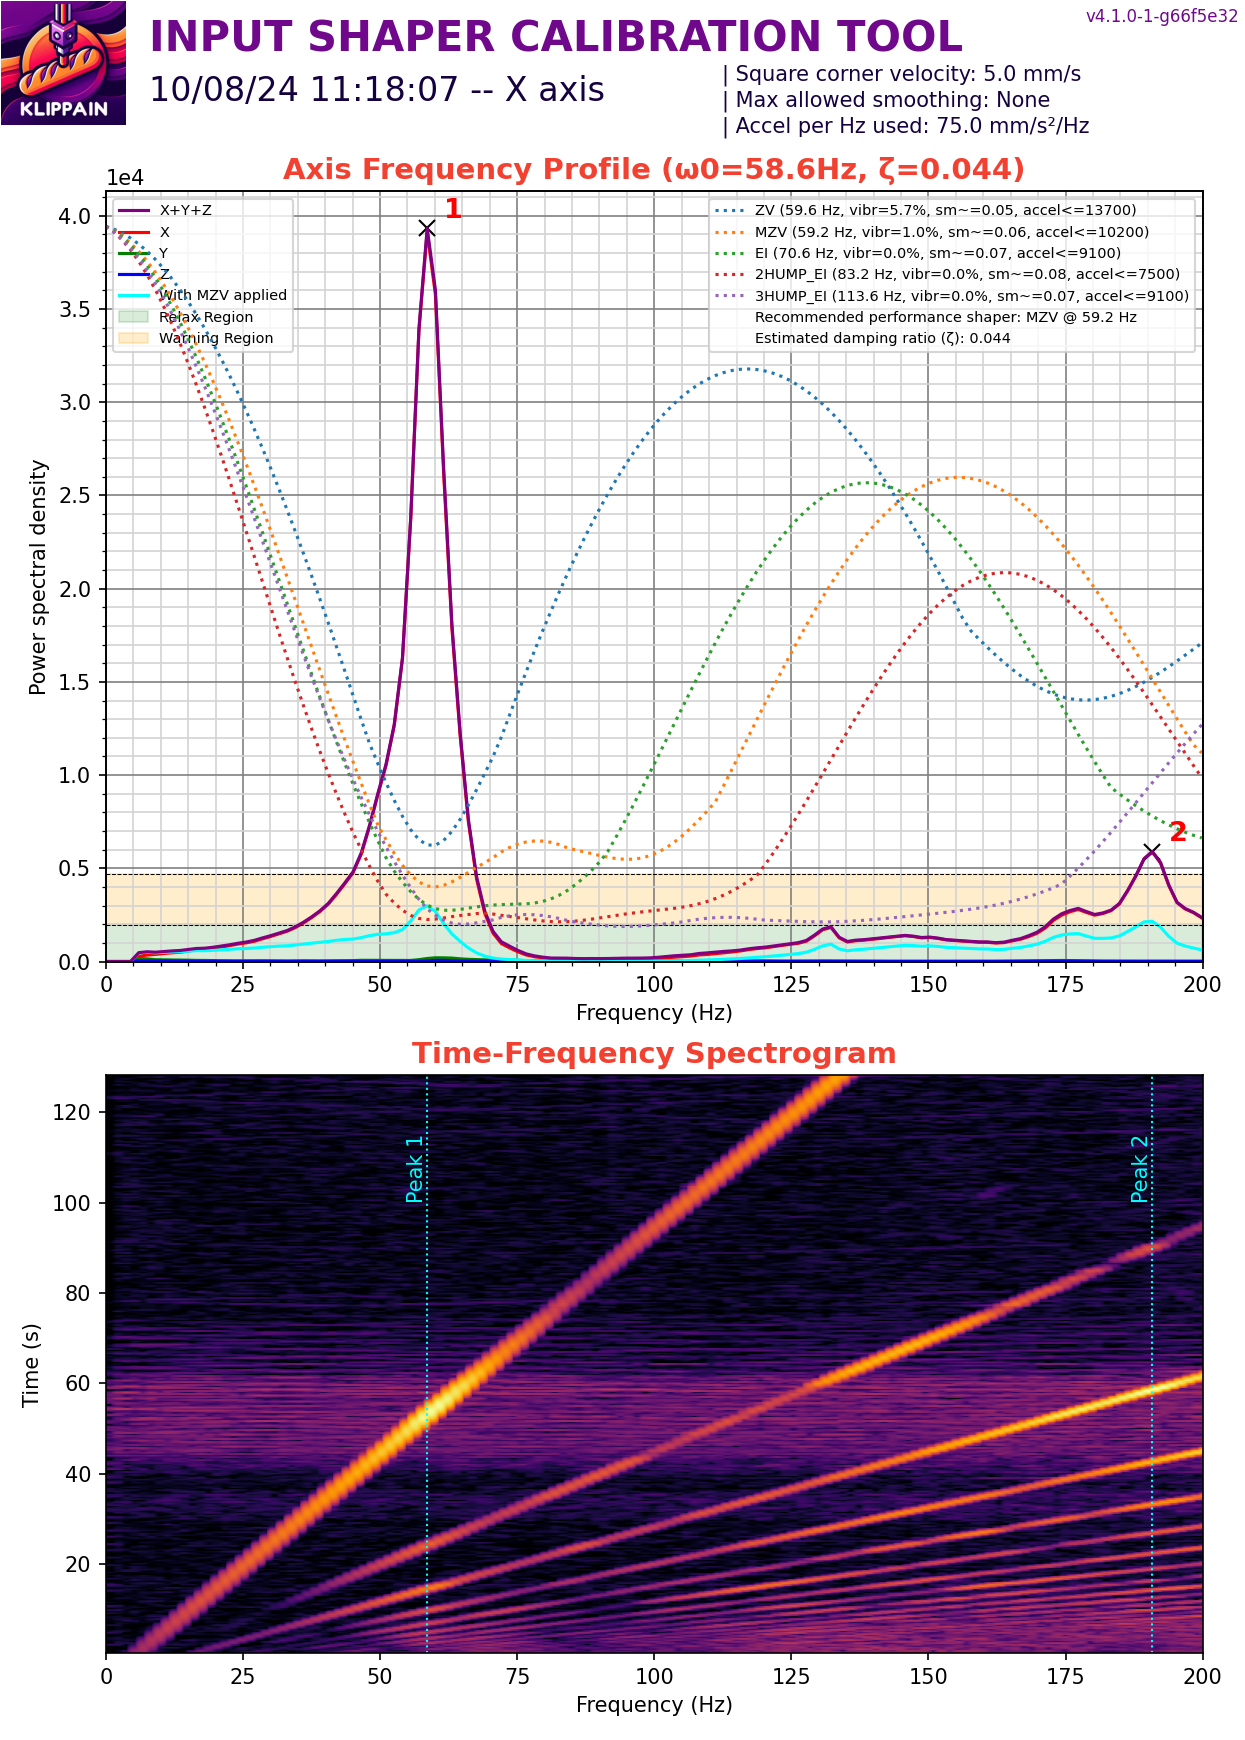 v4.1.0-1-g66f5e32
INPUT SHAPER CALIBRATION TOOL
10/08/24 11:18:07 -- X axis
| Square corner velocity: 5.0 mm/s
| Max allowed smoothing: None
| Accel per Hz used: 75.0 mm/s²/Hz
KLIPPAIN
Axis Frequency Profile (ω0=58.6Hz, ζ=0.044)
1e4
X+Y+Z
X
Y
Z
With MZV applied
Relax Region
Warning Region
1
ZV (59.6 Hz, vibr=5.7%, sm~=0.05, accel<=13700)
MZV (59.2 Hz, vibr=1.0%, sm~=0.06, accel<=10200)
EI (70.6 Hz, vibr=0.0%, sm~=0.07, accel<=9100)
2HUMP_EI (83.2 Hz, vibr=0.0%, sm~=0.08, accel<=7500)
3HUMP_EI (113.6 Hz, vibr=0.0%, sm~=0.07, accel<=9100)
Recommended performance shaper: MZV @ 59.2 Hz
Estimated damping ratio (ζ): 0.044
2
4.0
3.5
3.0
2.5
2.0
1.5
1.0
0.5
0.0
Power spectral density
0 25 50 75 100 125 150 175 200
Frequency (Hz)
Time-Frequency Spectrogram
Peak 1
Peak 2
120
100
80
60
40
20
Time (s)
0 25 50 75 100 125 150 175 200
Frequency (Hz)